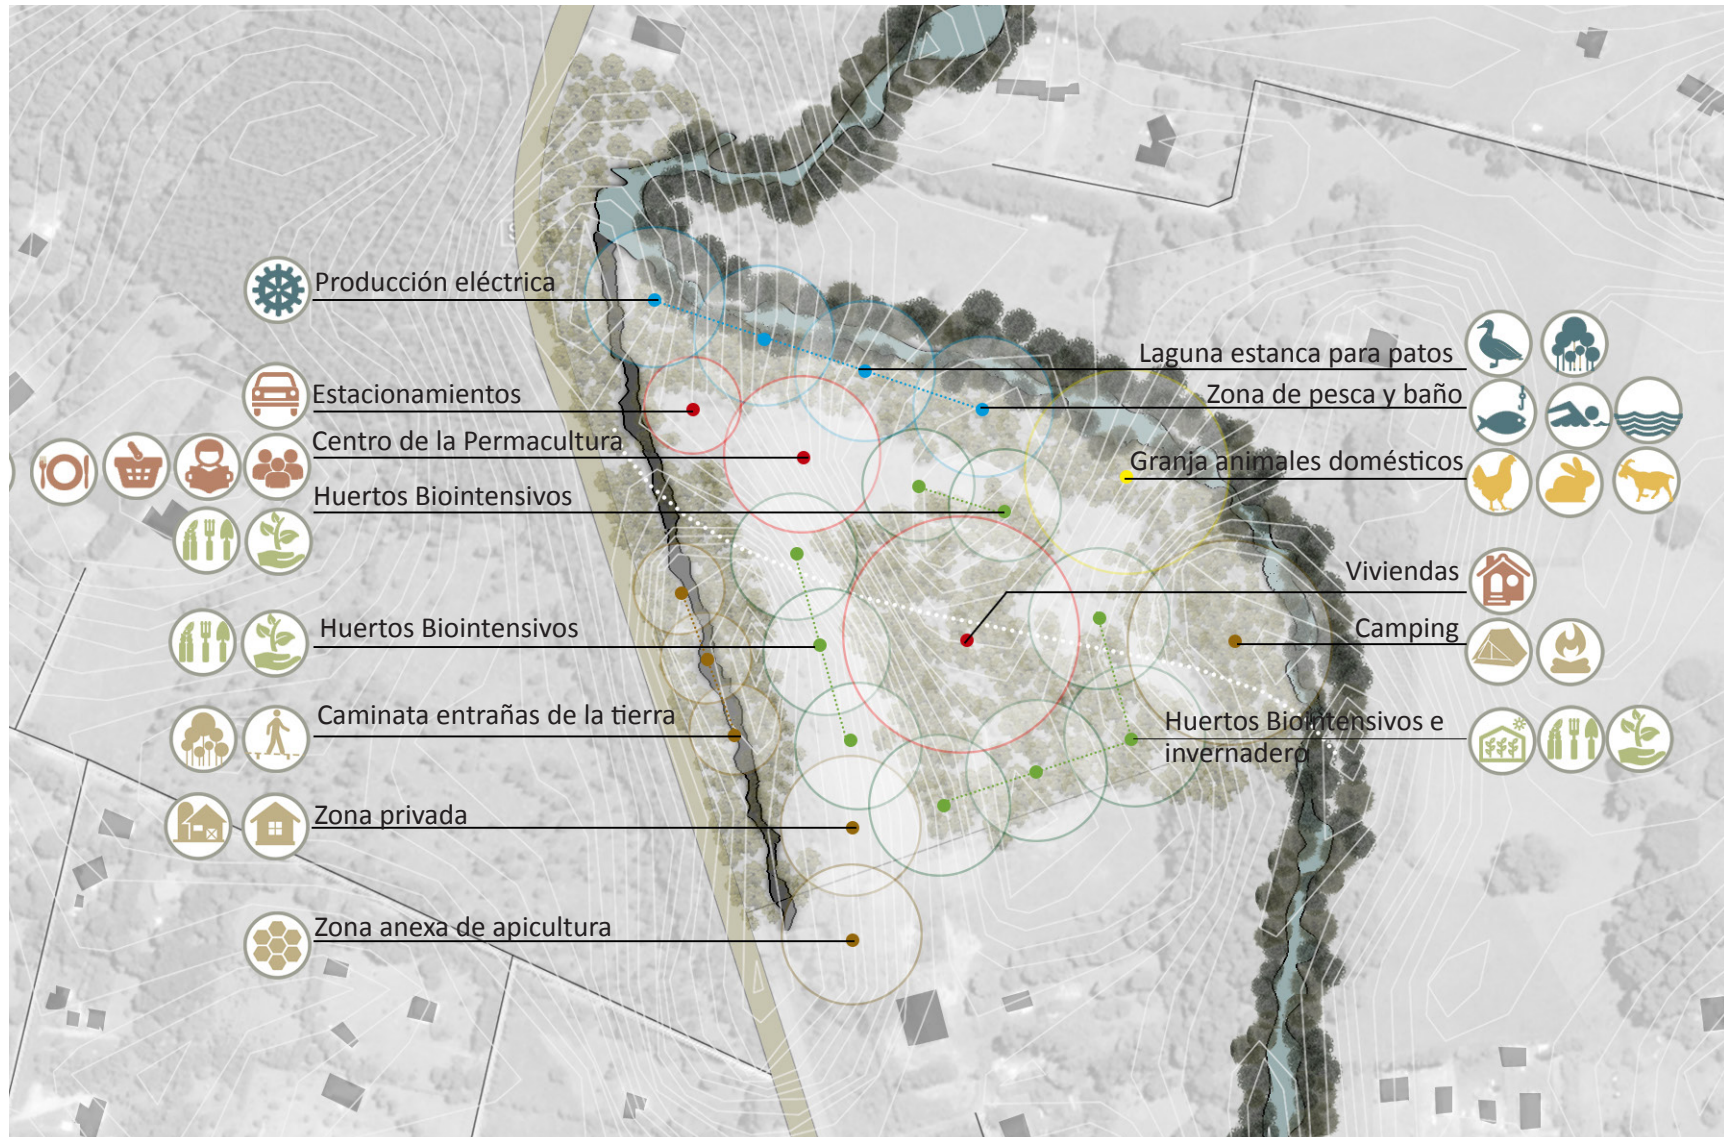 Producción eléctrica
Estacionamientos
Centro de la Permacultura
Huertos Biointensivos
Huertos Biointensivos
Caminata entrañas de la tierra
Zona privada
Zona anexa de apicultura
Laguna estanca para patos
Zona de pesca y baño
Granja animales domésticos
Viviendas
Camping
Huertos Biointensivos e
invernadero